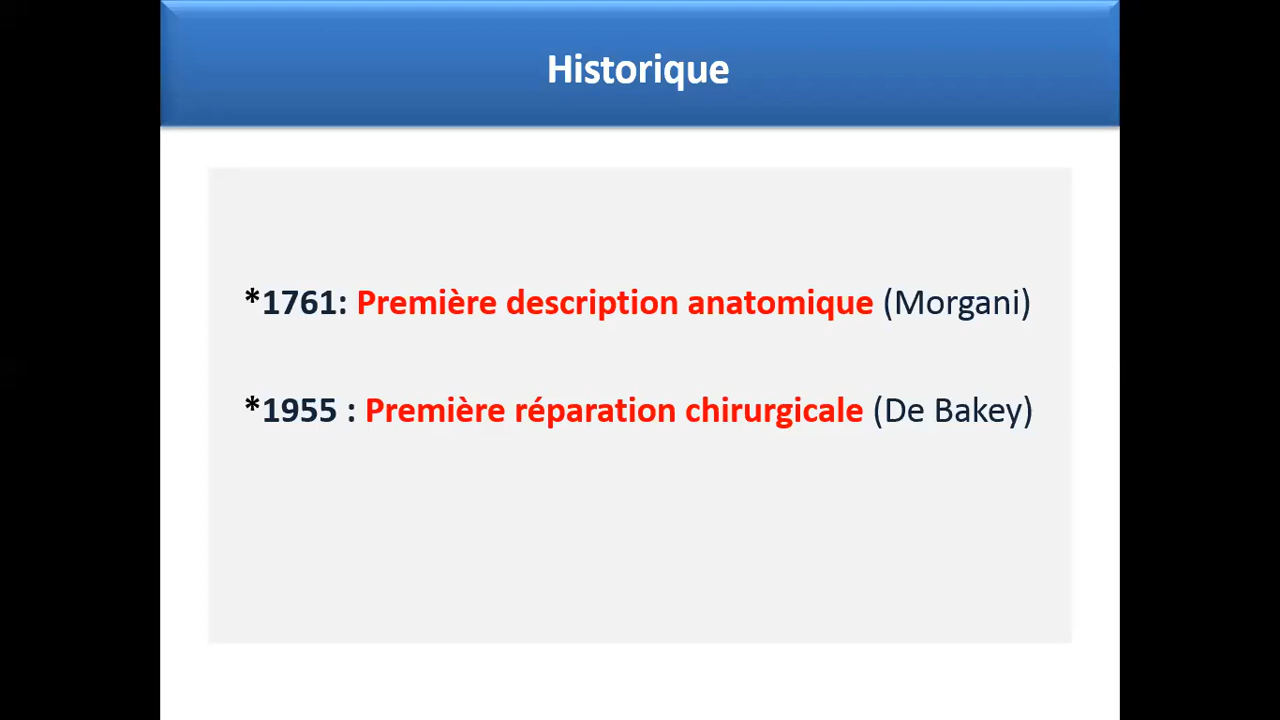 Historique
*1761: Première description anatomique (Morgani)
*1955 : Première réparation chirurgicale (De Bakey)